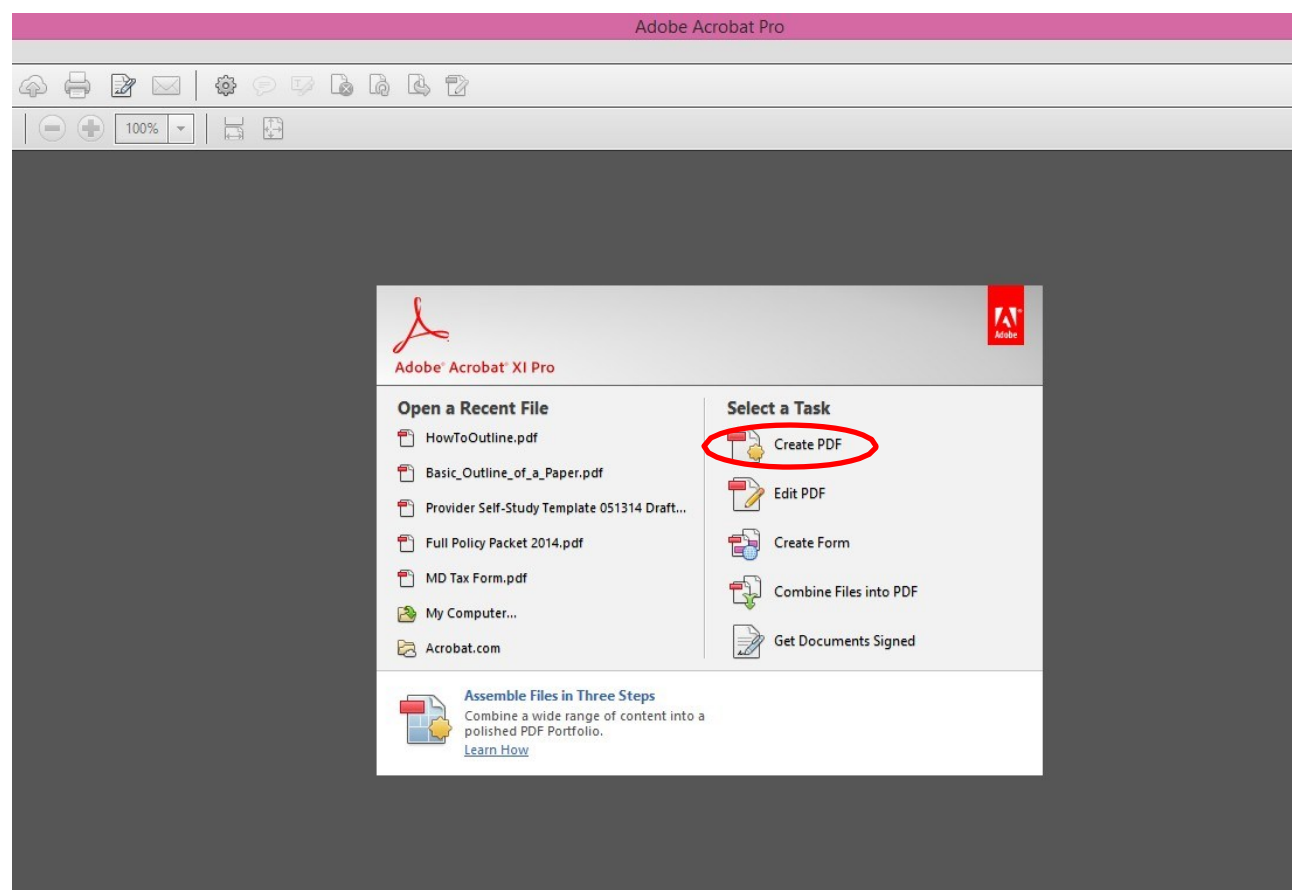 Adobe Acrobat Pro
100%
Adobe® Acrobat® XI Pro
Adobe®
Open a Recent File
HowToOutline.pdf
Basic_Outline_of_a_Paper.pdf
Provider Self-Study Template 051314 Draft...
Full Policy Packet 2014.pdf
MD Tax Form.pdf
My Computer...
Acrobat.com
Select a Task
Create PDF
Edit PDF
Create Form
Combine Files into PDF
Get Documents Signed
Assemble Files in Three Steps
Combine a wide range of content into a
polished PDF Portfolio.
Learn How